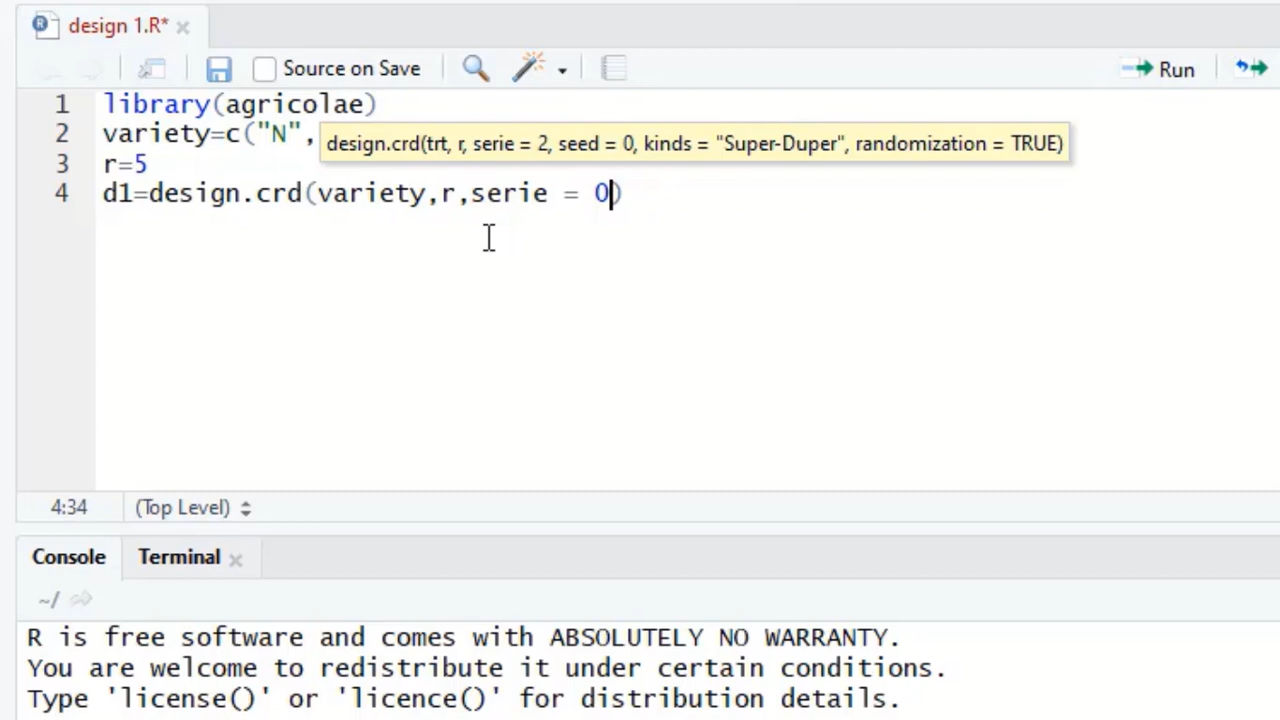 design 1.R*
Source on Save
Run
1 library(agricolae)
2 variety=c("N",
design.crd(trt, r, serie = 2, seed = 0, kinds = "Super-Duper", randomization = TRUE)
3 r=5
4 d1=design.crd(variety,r,serie = 0)
4:34 (Top Level)
Console Terminal
~/
R is free software and comes with ABSOLUTELY NO WARRANTY.
You are welcome to redistribute it under certain conditions.
Type 'license()' or 'licence()' for distribution details.